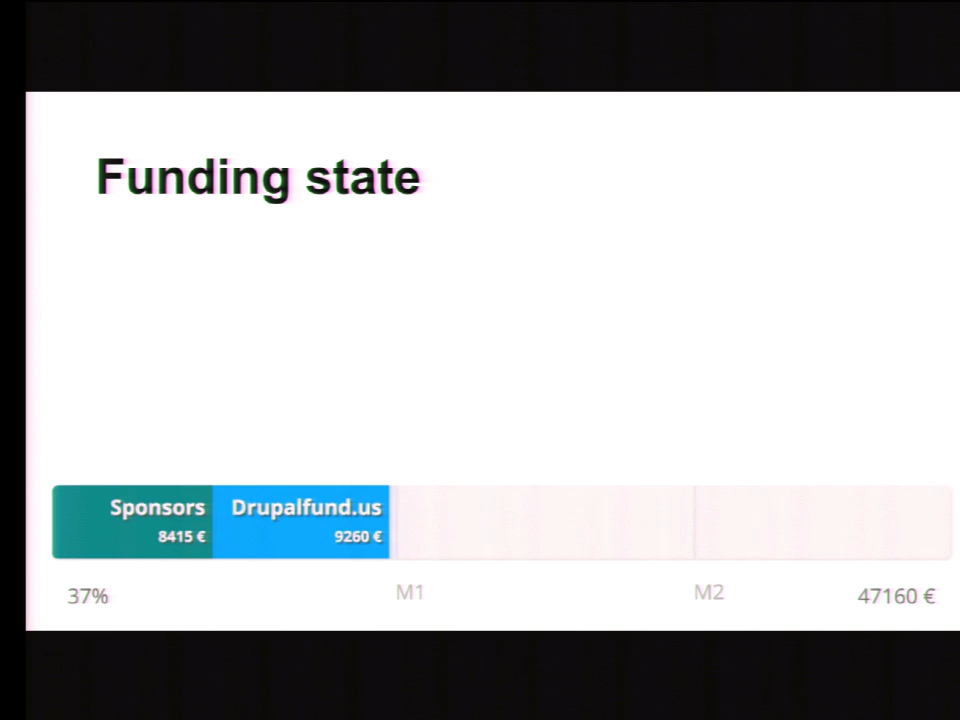 Funding state
Sponsors Drupalfund.us
8415 € 9260 €
37% M1 M2 47160 €